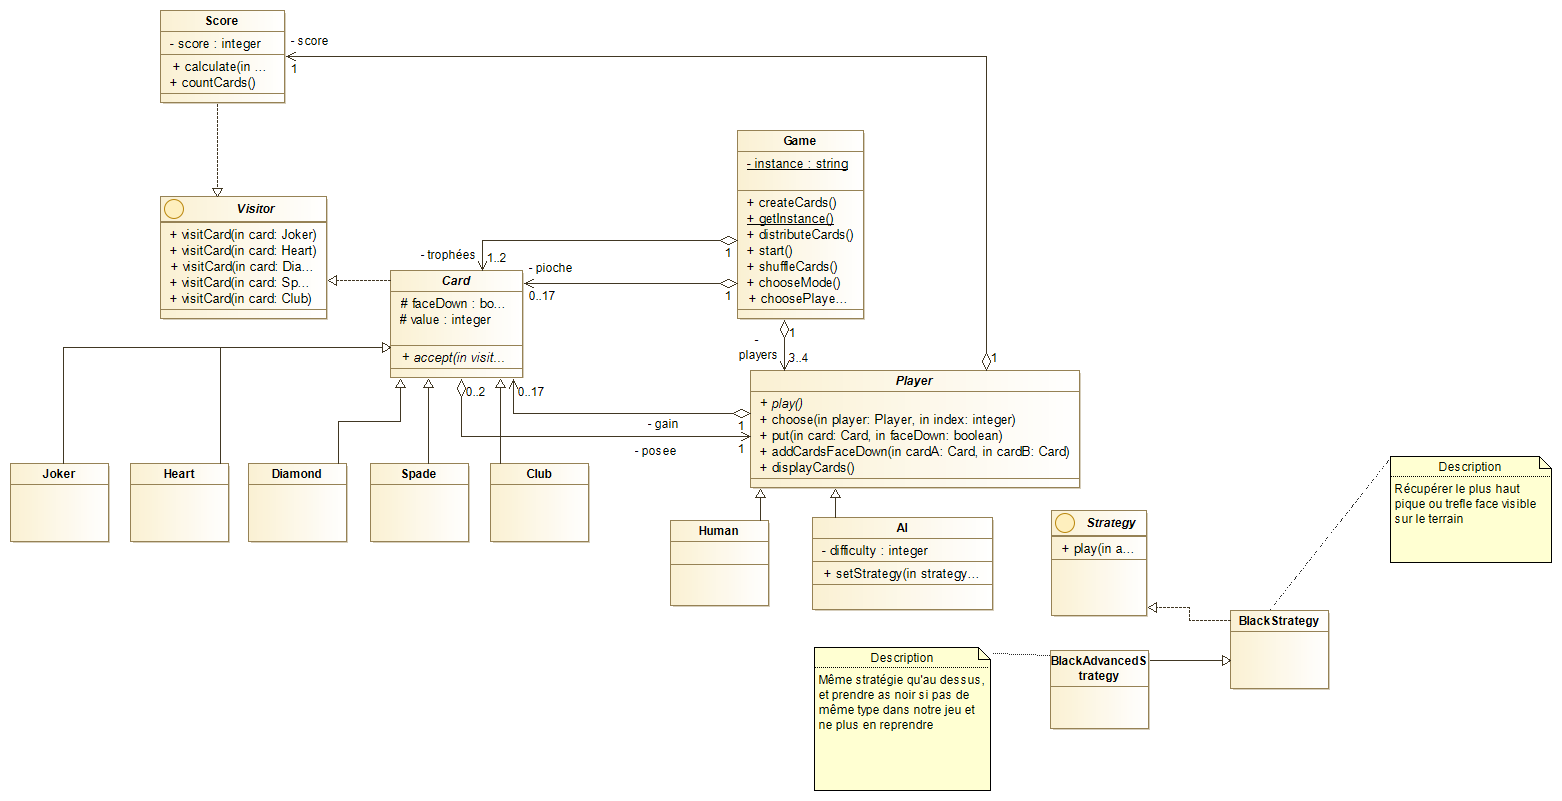 Score
- score : integer
+ calculate(in ...
+ countCards()
- score
1
Visitor
+ visitCard(in card: Joker)
+ visitCard(in card: Heart)
+ visitCard(in card: Dia...
+ visitCard(in card: Sp...
+ visitCard(in card: Club)
Game
- instance : string
+ createCards()
+ getInstance()
+ distributeCards()
+ start()
+ shuffleCards()
+ chooseMode()
+ choosePlaye...
- trophées
1..2
1
- pioche
0..17
1
Card
# faceDown : bo...
# value : integer
+ accept(in visit...
1
-
players
3..4
1
Player
+ play()
+ choose(in player: Player, in index: integer)
+ put(in card: Card, in faceDown: boolean)
+ addCardsFaceDown(in cardA: Card, in cardB: Card)
+ displayCards()
0..2
0..17
- gain
1
- posee
1
Joker
Heart
Diamond
Spade
Club
Human
AI
- difficulty : integer
+ setStrategy(in strategy...
Strategy
+ play(in a...
Description
Récupérer le plus haut
pique ou trefle face visible
sur le terrain
BlackStrategy
BlackAdvancedS
trategy
Description
Même stratégie qu'au dessus,
et prendre as noir si pas de
même type dans notre jeu et
ne plus en reprendre